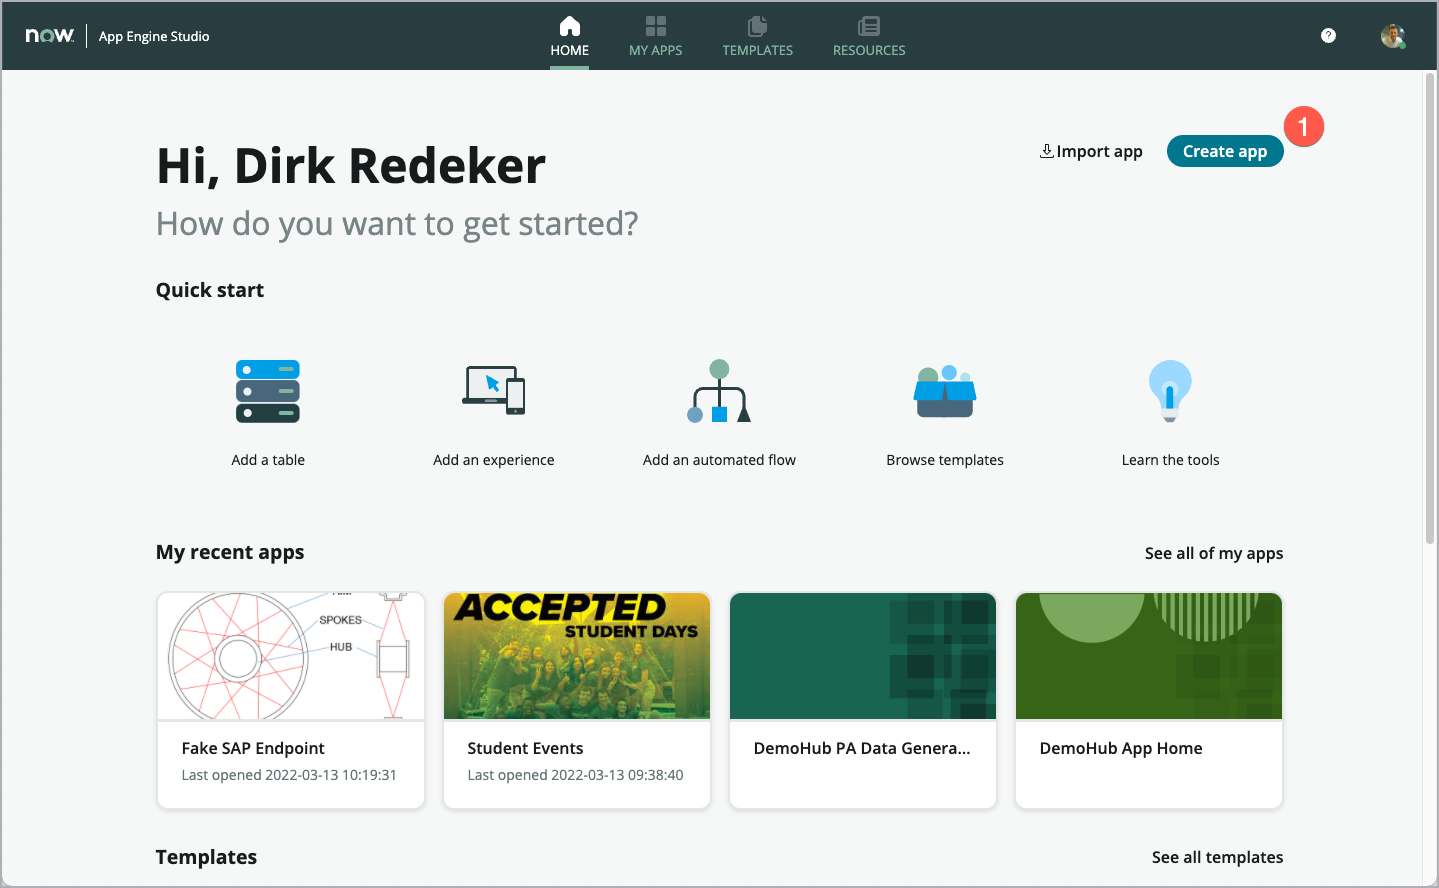 now
App Engine Studio
HOME
MY APPS
TEMPLATES
RESOURCES
?
Hi, Dirk Redeker
Import app
Create app
1
How do you want to get started?
Quick start
Add a table
Add an experience
Add an automated flow
Browse templates
Learn the tools
My recent apps
See all of my apps
SPOKES
HUB
ACCEPTED
STUDENT DAYS
Fake SAP Endpoint
Last opened 2022-03-13 10:19:31
Student Events
Last opened 2022-03-13 09:38:40
DemoHub PA Data Genera...
DemoHub App Home
Templates
See all templates